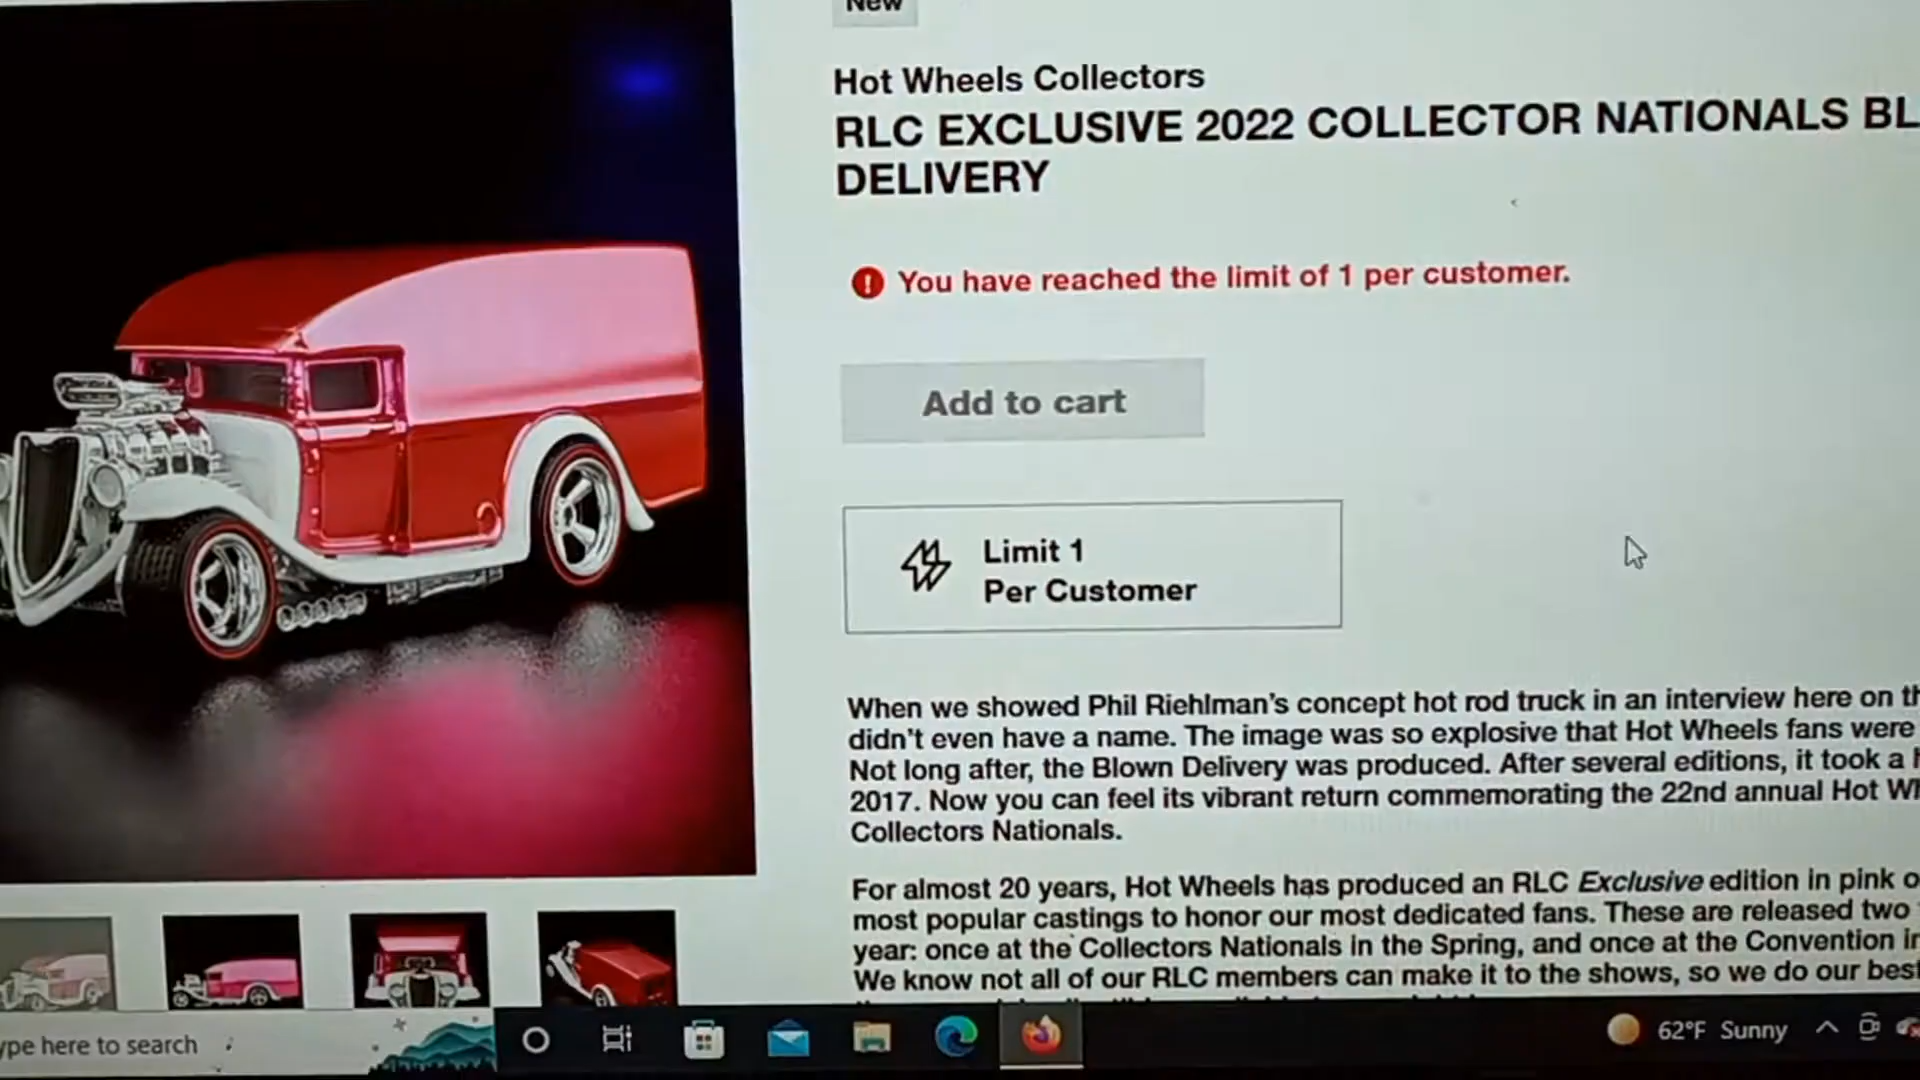 New
Hot Wheels Collectors
RLC EXCLUSIVE 2022 COLLECTOR NATIONALS BL
DELIVERY
You have reached the limit of 1 per customer.
Add to cart
Limit 1
Per Customer
When we showed Phil Riehlman's concept hot rod truck in an interview here on th
didn't even have a name. The image was so explosive that Hot Wheels fans were
Not long after, the Blown Delivery was produced. After several editions, it took a h
2017. Now you can feel its vibrant return commemorating the 22nd annual Hot Wh
Collectors Nationals.
For almost 20 years, Hot Wheels has produced an RLC Exclusive edition in pink o
most popular castings to honor our most dedicated fans. These are released two
year: once at the Collectors Nationals in the Spring, and once at the Convention in
We know not all of our RLC members can make it to the shows, so we do our best
ype here to search
62°F Sunny